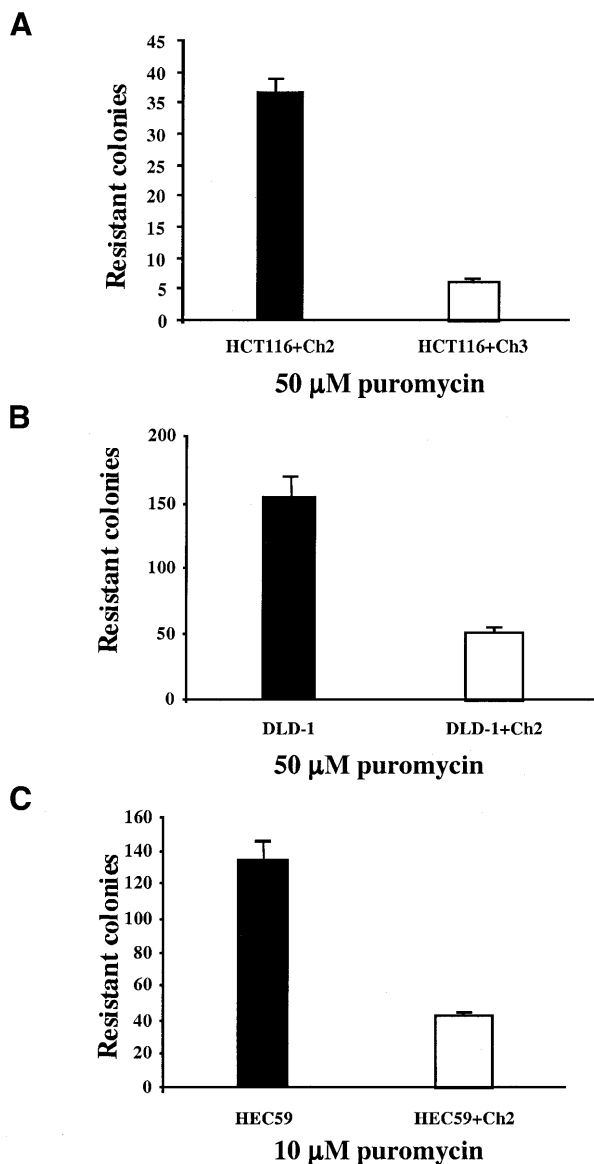 A
Resistant colonies
45
40
35
30
25
20
15
10
5
0
HCT116+Ch2 HCT116+Ch3
50 μM puromycin
B
Resistant colonies
200
150
100
50
0
DLD-1 DLD-1+Ch2
50 μM puromycin
C
Resistant colonies
160
140
120
100
80
60
40
20
0
HEC59 HEC59+Ch2
10 μM puromycin